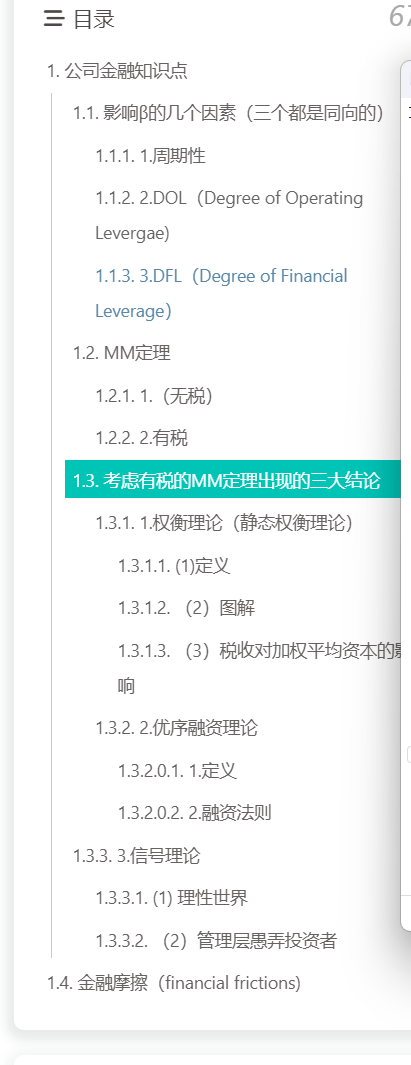 目录
1. 公司金融知识点
1.1. 影响β的几个因素（三个都是同向的）
1.1.1. 1.周期性
1.1.2. 2.DOL（Degree of Operating
Levergae)
1.1.3. 3.DFL（Degree of Financial
Leverage）
1.2. MM定理
1.2.1. 1.（无税）
1.2.2. 2.有税
1.3. 考虑有税的MM定理出现的三大结论
1.3.1. 1.权衡理论（静态权衡理论）
1.3.1.1. (1)定义
1.3.1.2. （2）图解
1.3.1.3. （3）税收对加权平均资本的影
响
1.3.2. 2.优序融资理论
1.3.2.0.1. 1.定义
1.3.2.0.2. 2.融资法则
1.3.3. 3.信号理论
1.3.3.1. (1) 理性世界
1.3.3.2. （2）管理层愚弄投资者
1.4. 金融摩擦（financial frictions)